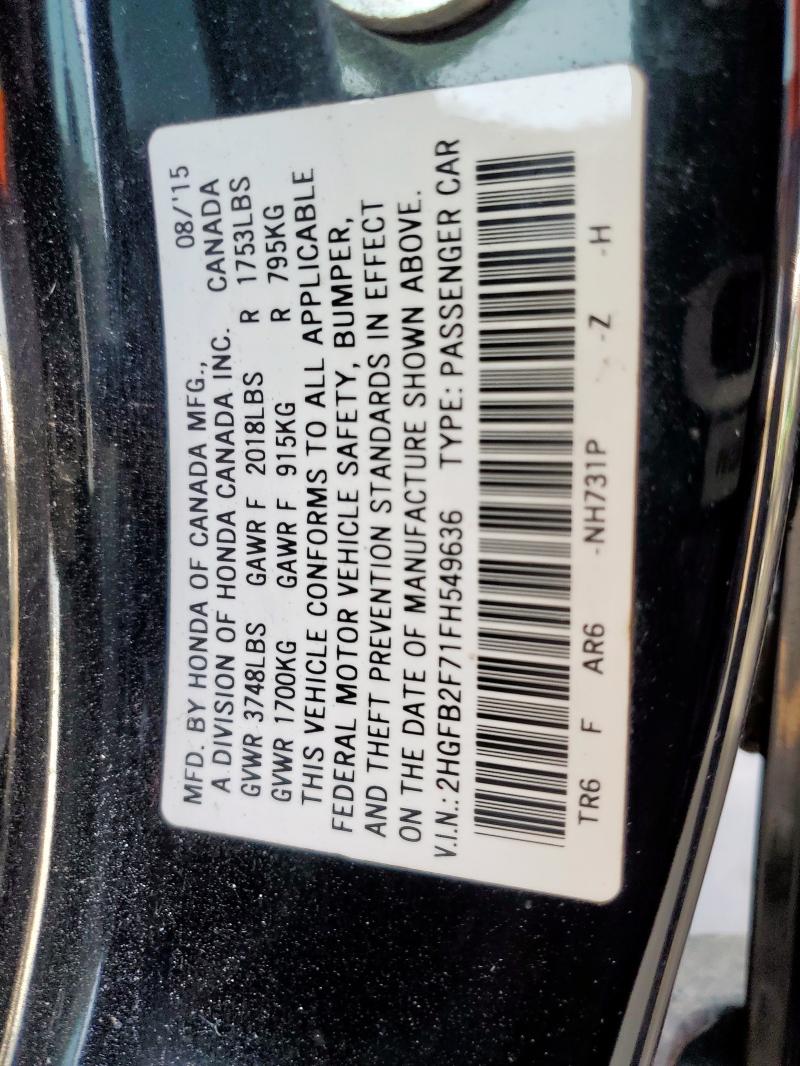 MFD. BY HONDA OF CANADA MFG., 08/'15
A DIVISION OF HONDA CANADA INC. CANADA
GVWR 3748LBS GAWR F 2018LBS R 1753LBS
GVWR 1700KG GAWR F 915KG R 795KG
THIS VEHICLE CONFORMS TO ALL APPLICABLE
FEDERAL MOTOR VEHICLE SAFETY, BUMPER,
AND THEFT PREVENTION STANDARDS IN EFFECT
ON THE DATE OF MANUFACTURE SHOWN ABOVE.
V.I.N.: 2HGFB2F71FH549636 TYPE: PASSENGER CAR
TR6 F AR6 -NH731P -Z -H